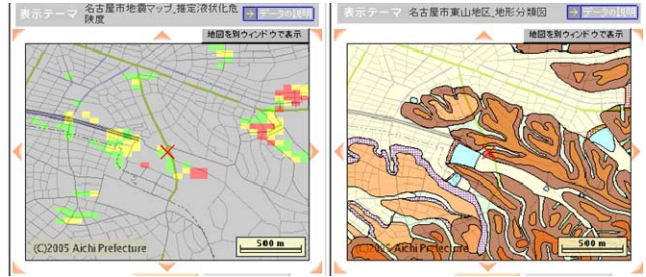 表示テーマ 名古屋市地震マップ_推定液状化危険度
データの説明
地図を別ウィンドウで表示
(C)2005 Aichi Prefecture
500 m
表示テーマ 名古屋市東山地区_地形分類図
データの説明
地図を別ウィンドウで表示
(C)2005 Aichi Prefecture
500 m